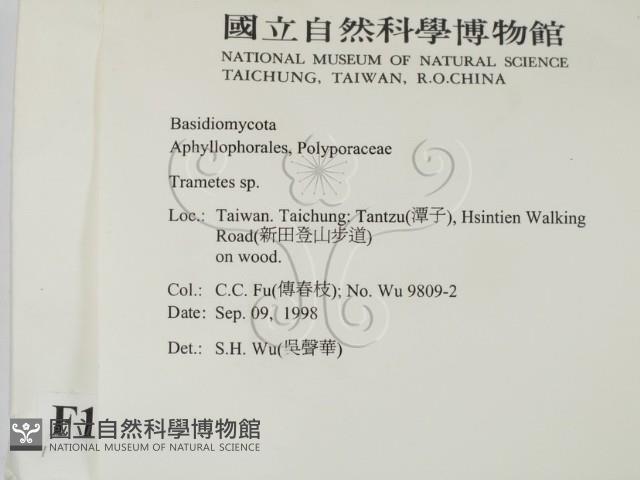 國立自然科學博物館
NATIONAL MUSEUM OF NATURAL SCIENCE
TAICHUNG, TAIWAN, R.O.CHINA
Basidiomycota
Aphyllophorales, Polyporaceae
Trametes sp.
Loc.: Taiwan. Taichung: Tantzu(潭子), Hsintien Walking
Road(新田登山步道)
on wood.
Col.: C.C. Fu(傅春枝); No. Wu 9809-2
Date: Sep. 09, 1998
Det.: S.H. Wu(吳聲華)
F1
國立自然科學博物館
NATIONAL MUSEUM OF NATURAL SCIENCE